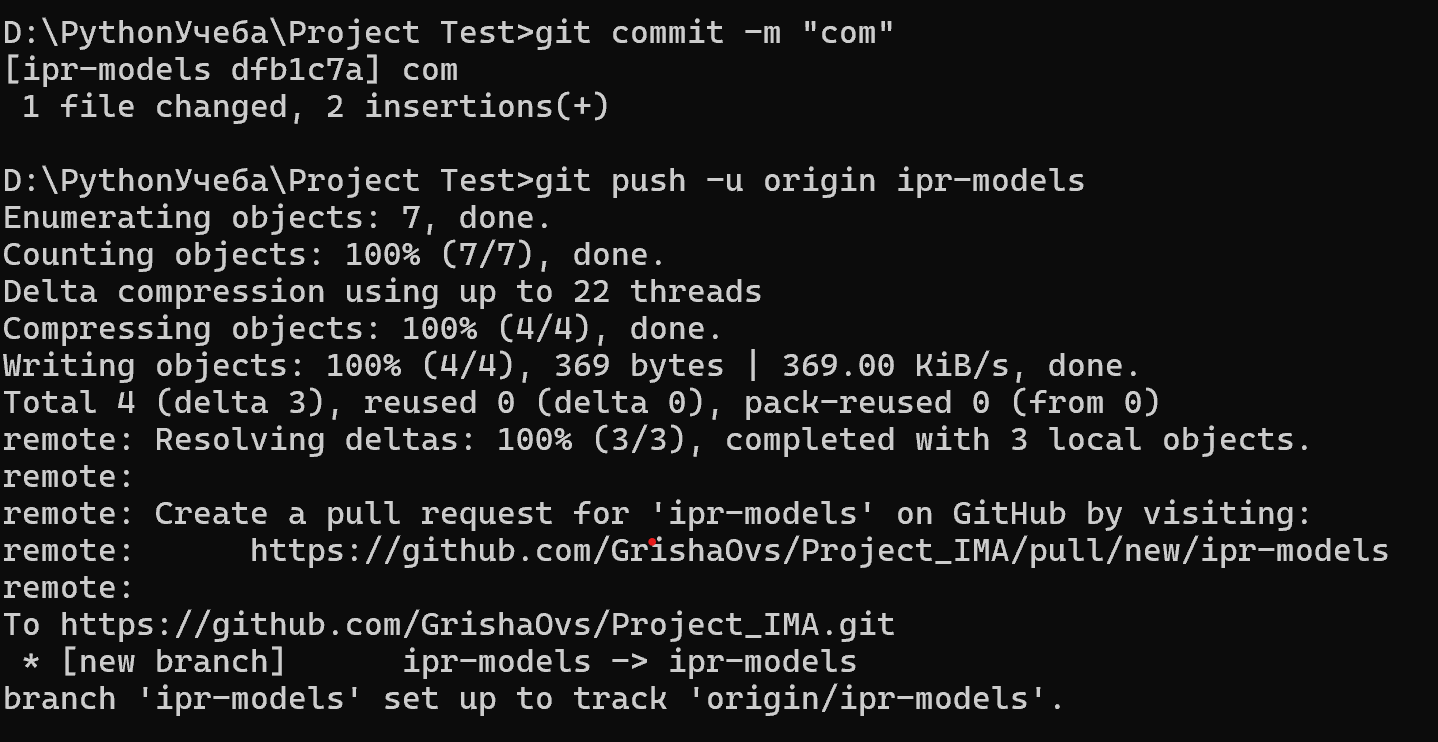 D:\PythonУчеба\Project Test>git commit -m "com"
[ipr-models dfb1c7a] com
 1 file changed, 2 insertions(+)
D:\PythonУчеба\Project Test>git push -u origin ipr-models
Enumerating objects: 7, done.
Counting objects: 100% (7/7), done.
Delta compression using up to 22 threads
Compressing objects: 100% (4/4), done.
Writing objects: 100% (4/4), 369 bytes | 369.00 KiB/s, done.
Total 4 (delta 3), reused 0 (delta 0), pack-reused 0 (from 0)
remote: Resolving deltas: 100% (3/3), completed with 3 local objects.
remote:
remote: Create a pull request for 'ipr-models' on GitHub by visiting:
remote:      https://github.com/GrishaOvs/Project_IMA/pull/new/ipr-models
remote:
To https://github.com/GrishaOvs/Project_IMA.git
 * [new branch]      ipr-models -> ipr-models
branch 'ipr-models' set up to track 'origin/ipr-models'.